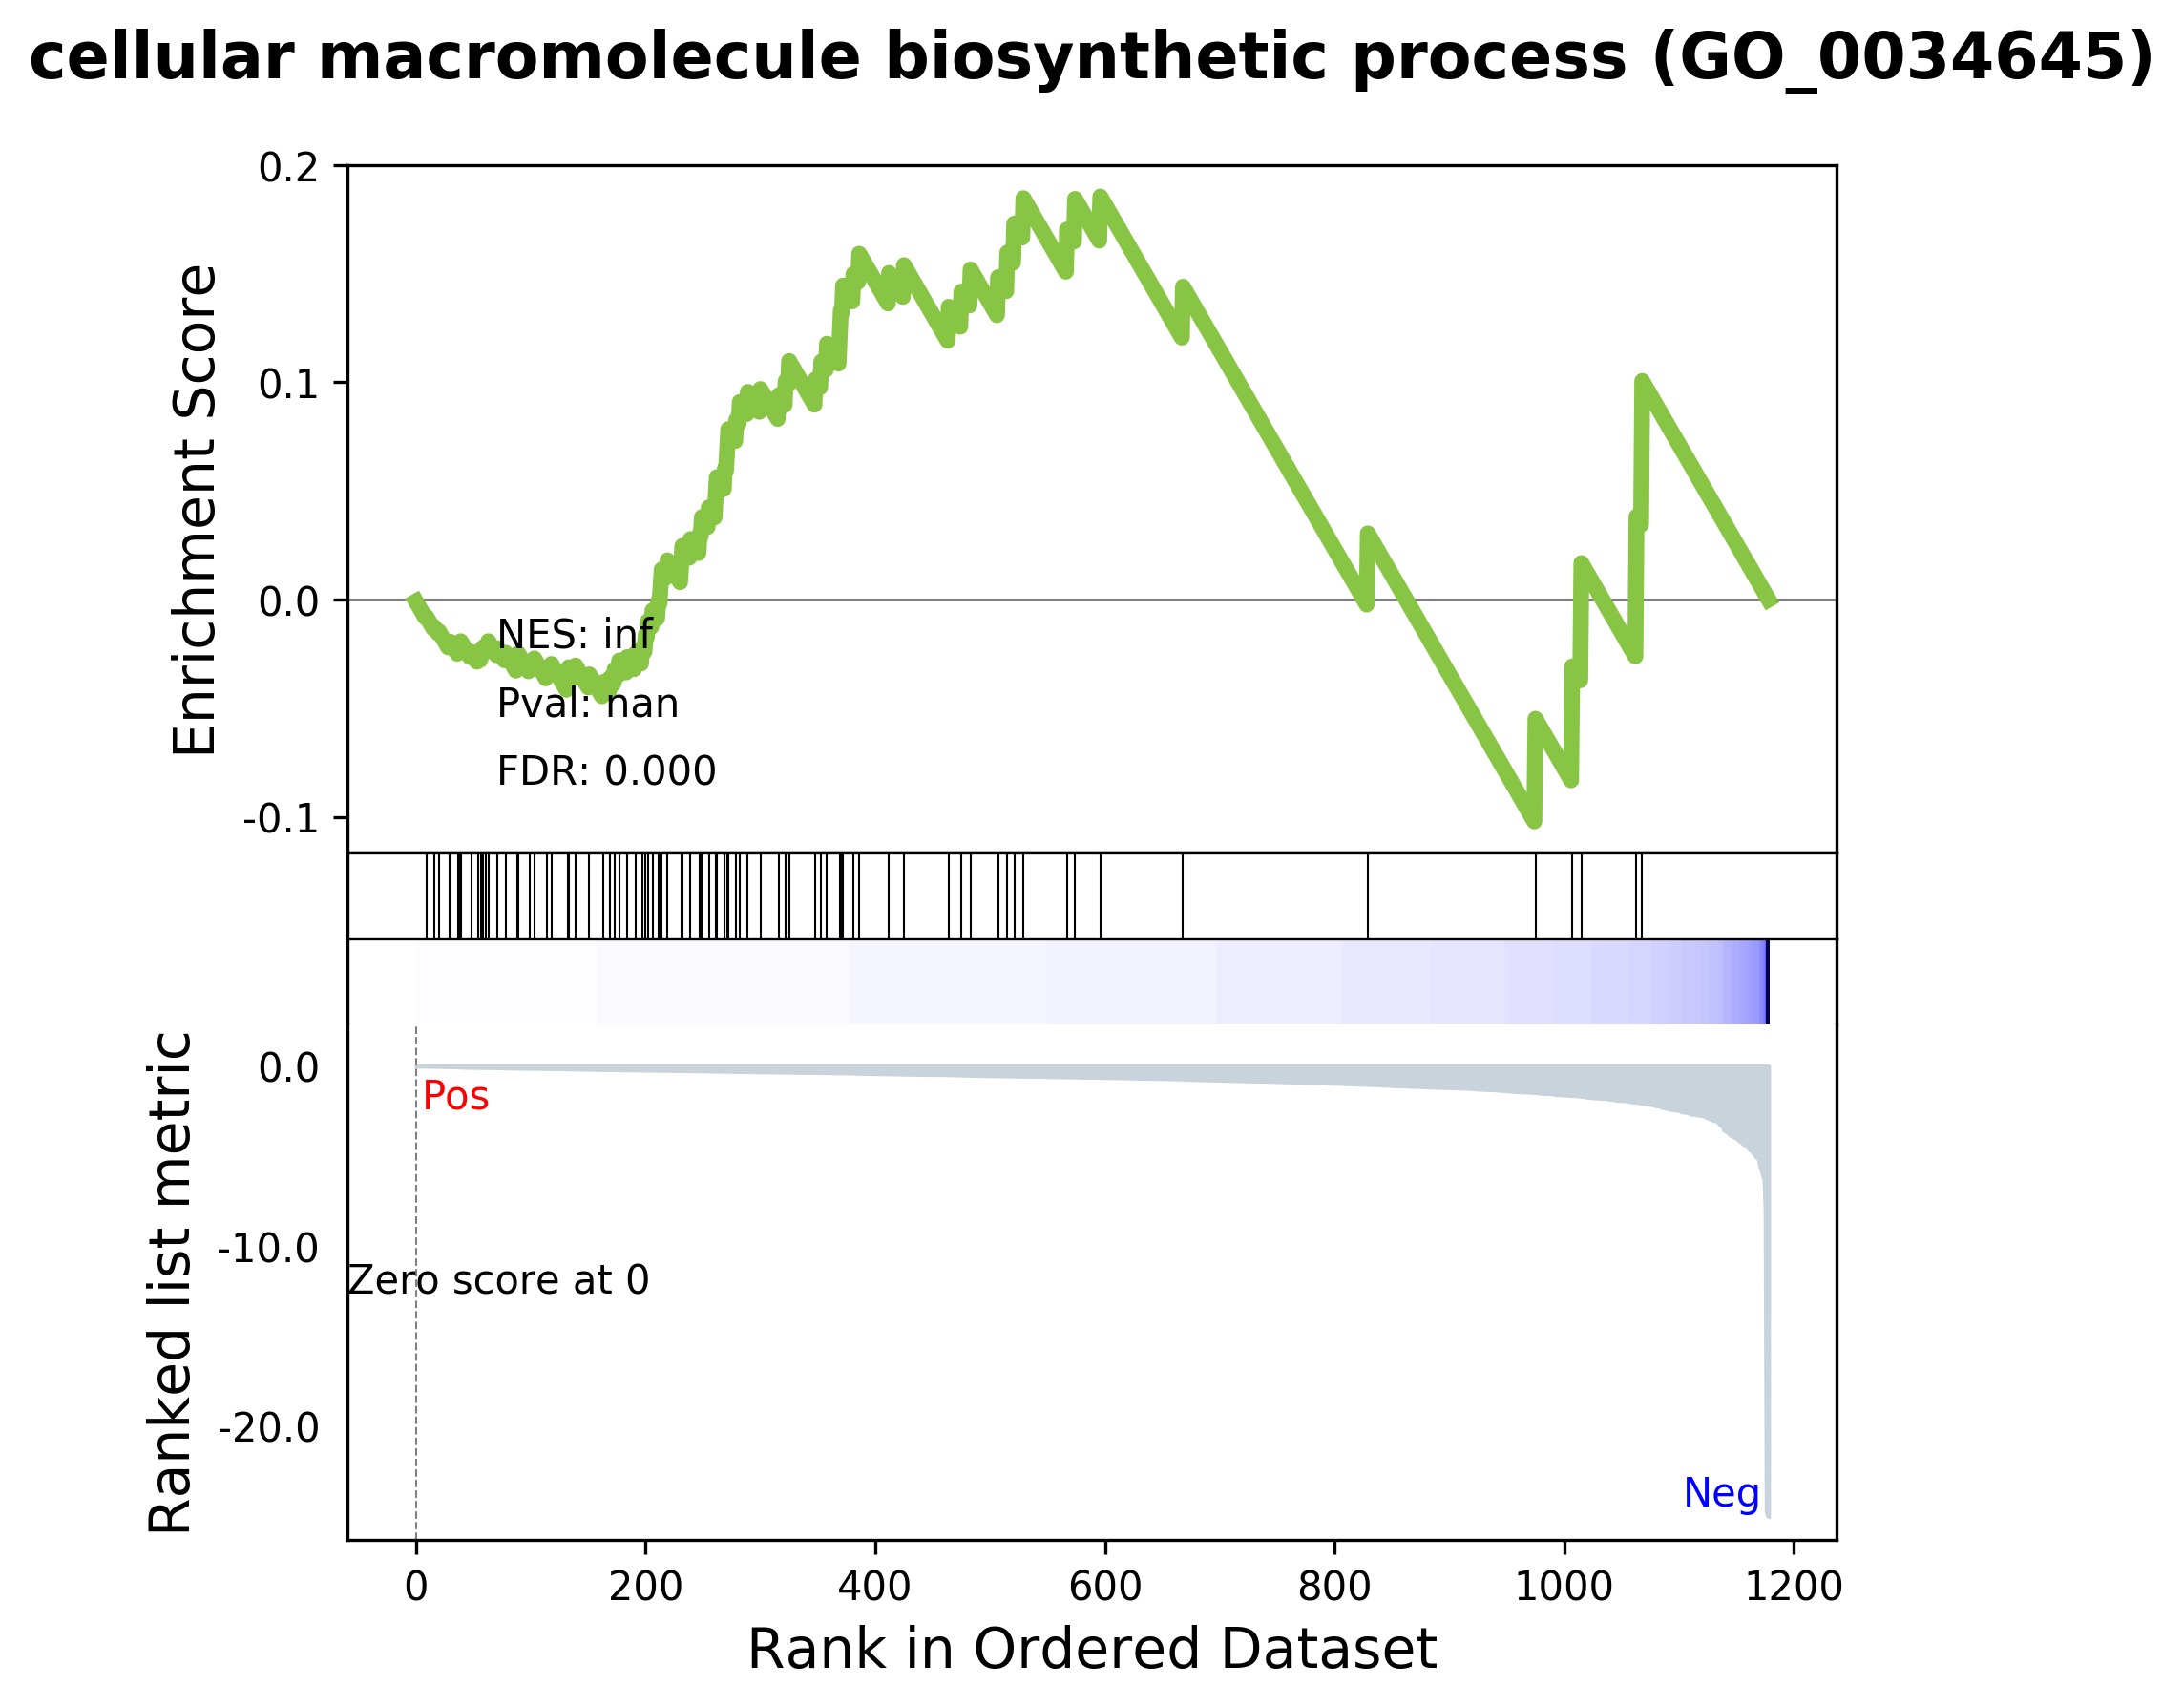 cellular macromolecule biosynthetic process (GO_0034645)
0.2
0.1
0.0
-0.1
Enrichment Score
NES: inf
Pval: nan
FDR: 0.000
0.0
-10.0
-20.0
Ranked list metric
Pos
Zero score at 0
Neg
0 200 400 600 800 1000 1200
Rank in Ordered Dataset